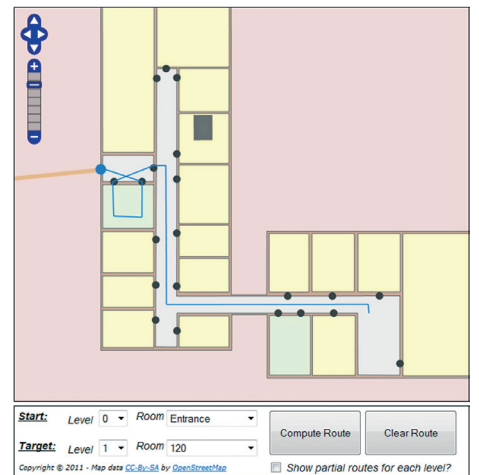 Start: Level 0 Room Entrance
Compute Route
Clear Route
Target: Level 1 Room 120
Copyright © 2011 - Map data CC-By-SA by OpenStreetMap
Show partial routes for each level?